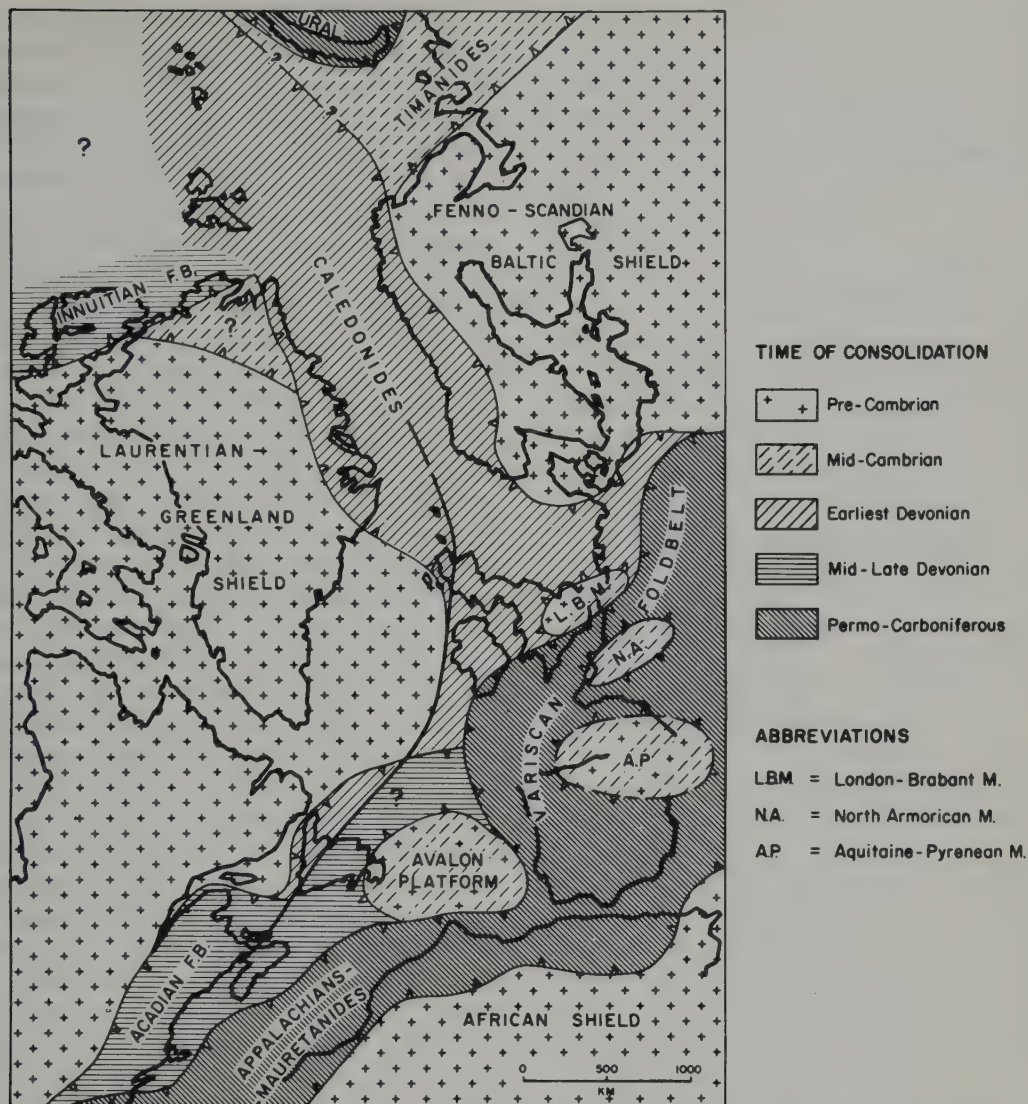 URAL
?
TIMANIDES
?
?
FENNO - SCANDIAN
BALTIC SHIELD
CALEDONIDES
INNUITIAN F.B.
?
LAURENTIAN -
GREENLAND
SHIELD
L.-B.M.
FOLDBELT
N.A.
VARISCAN
A.P.
?
AVALON
PLATFORM
ACADIAN F.B.
APPALACHIANS-
MAURETANIDES
AFRICAN SHIELD
0 500 1000
KM
TIME OF CONSOLIDATION
Pre-Cambrian
Mid-Cambrian
Earliest Devonian
Mid-Late Devonian
Permo-Carboniferous
ABBREVIATIONS
L.B.M. = London-Brabant M.
N.A. = North Armorican M.
A.P. = Aquitaine-Pyrenean M.